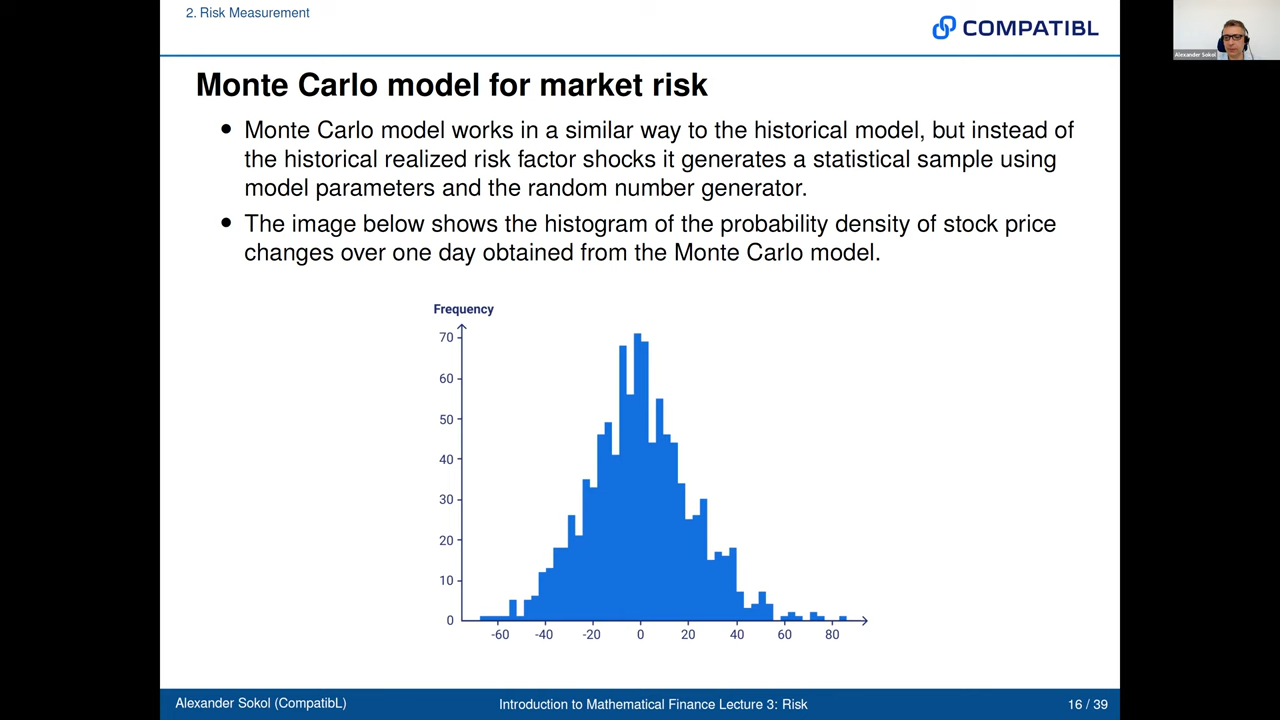 2. Risk Measurement
COMPATIBL
Alexander Sokol
Monte Carlo model for market risk
• Monte Carlo model works in a similar way to the historical model, but instead of
the historical realized risk factor shocks it generates a statistical sample using
model parameters and the random number generator.
• The image below shows the histogram of the probability density of stock price
changes over one day obtained from the Monte Carlo model.
Frequency
70
60
50
40
30
20
10
0
-60 -40 -20 0 20 40 60 80
Alexander Sokol (CompatibL) Introduction to Mathematical Finance Lecture 3: Risk 16 / 39